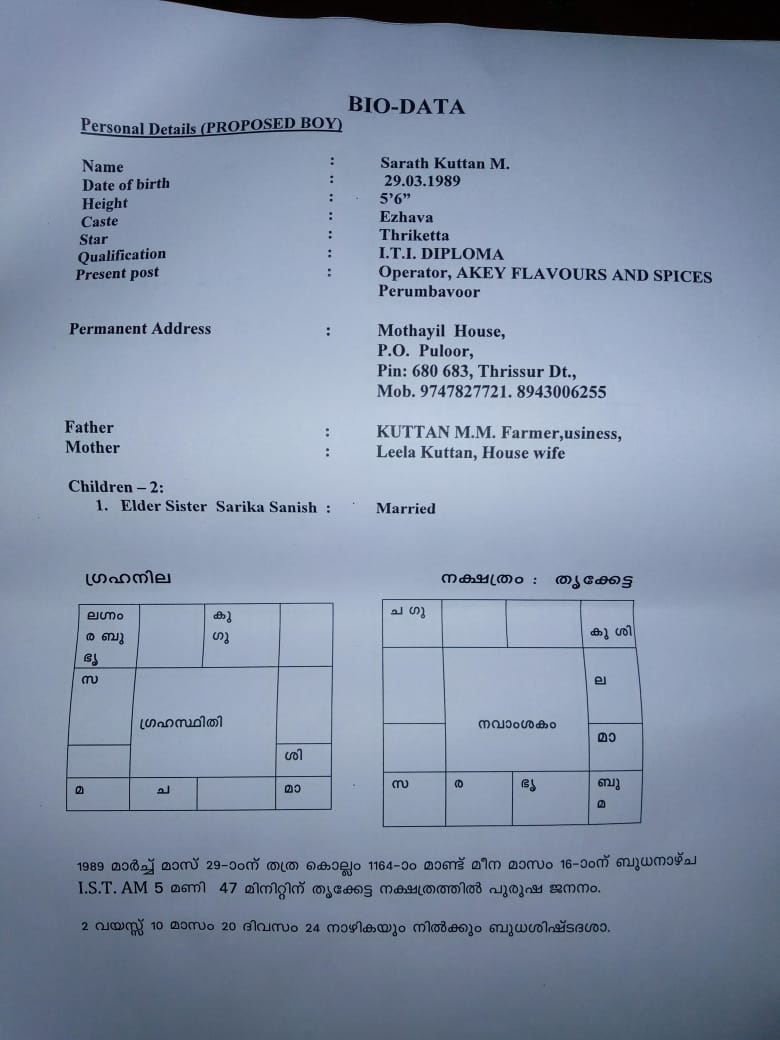 BIO-DATA
Personal Details (PROPOSED BOY)
Name : Sarath Kuttan M.
Date of birth : 29.03.1989
Height : 5'6”
Caste : Ezhava
Star : Thriketta
Qualification : I.T.I. DIPLOMA
Present post : Operator, AKEY FLAVOURS AND SPICES
Perumbavoor
Permanent Address : Mothayil House,
P.O. Puloor,
Pin: 680 683, Thrissur Dt.,
Mob. 9747827721. 8943006255
Father : KUTTAN M.M. Farmer,usiness,
Mother : Leela Kuttan, House wife
Children – 2:
1. Elder Sister Sarika Sanish : Married
ഗ്രഹനില
ലഗ്നം കു
ര ബു ഗു
ഭൃ
സ
ഗ്രഹസ്ഥിതി
ശി
മ ച മാ
നക്ഷത്രം : തൃക്കേട്ട
ച ഗു
കു ശി
ല
നവാംശകം
മാ
സ ര ഭൃ ബു
മ
1989 മാർച്ച് മാസ് 29-ാംന് തത്ര കൊല്ലം 1164-ാം മാണ്ട് മീന മാസം 16-ാംന് ബുധനാഴ്ച
I.S.T. AM 5 മണി 47 മിനിറ്റിന് തൃക്കേട്ട നക്ഷത്രത്തിൽ പുരുഷ ജനനം.
2 വയസ്സ് 10 മാസം 20 ദിവസം 24 നാഴികയും നിൽക്കും ബുധശിഷ്ടദശാ.